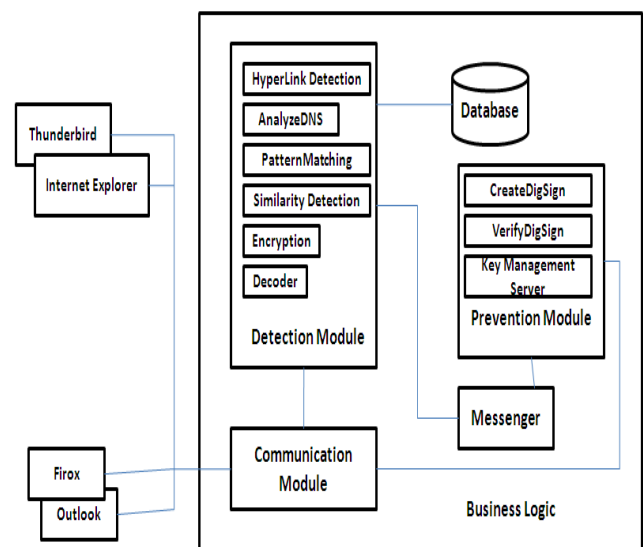 Thunderbird
Internet Explorer
Firox
Outlook
HyperLink Detection
AnalyzeDNS
PatternMatching
Similarity Detection
Encryption
Decoder
Detection Module
Database
CreateDigSign
VerifyDigSign
Key Management
Server
Prevention Module
Messenger
Communication
Module
Business Logic